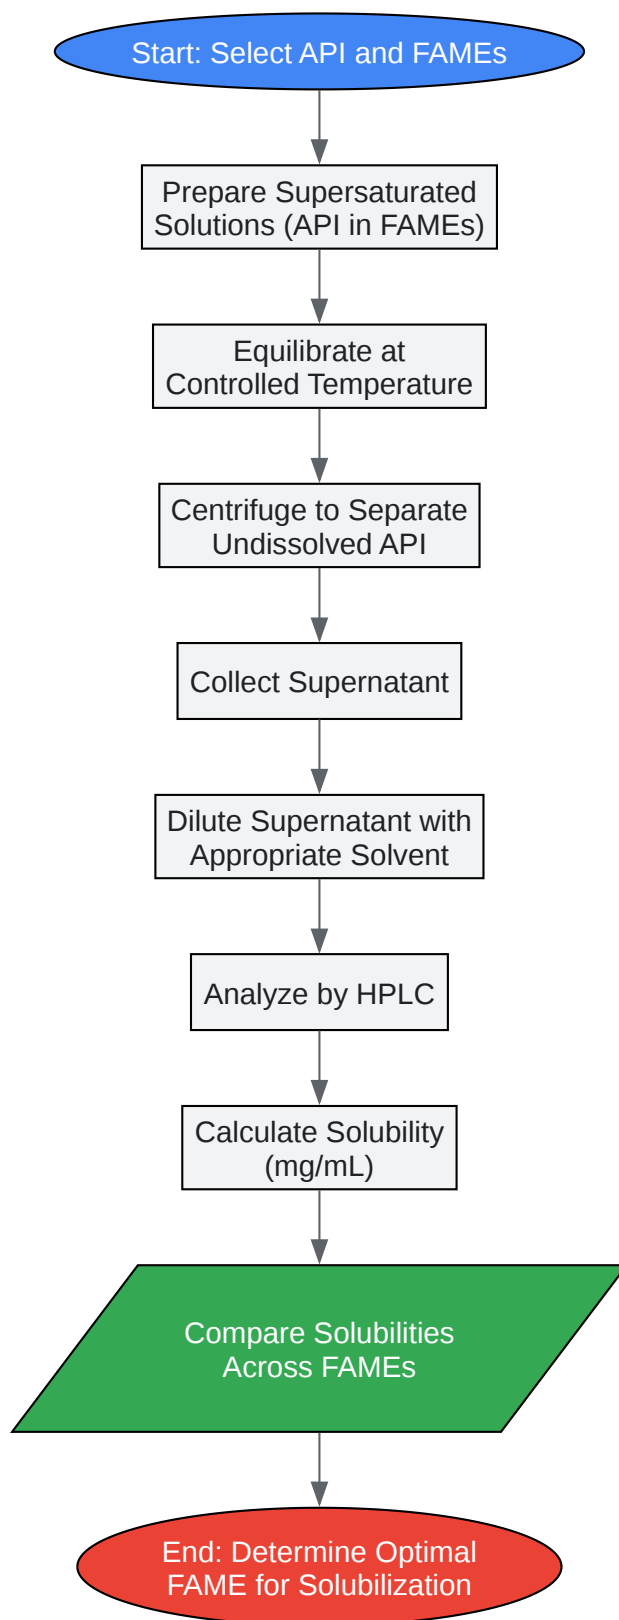 Start: Select API and FAMEs
Prepare Supersaturated
Solutions (API in FAMEs)
Equilibrate at
Controlled Temperature
Centrifuge to Separate
Undissolved API
Collect Supernatant
Dilute Supernatant with
Appropriate Solvent
Analyze by HPLC
Calculate Solubility
(mg/mL)
Compare Solubilities
Across FAMEs
End: Determine Optimal
FAME for Solubilization